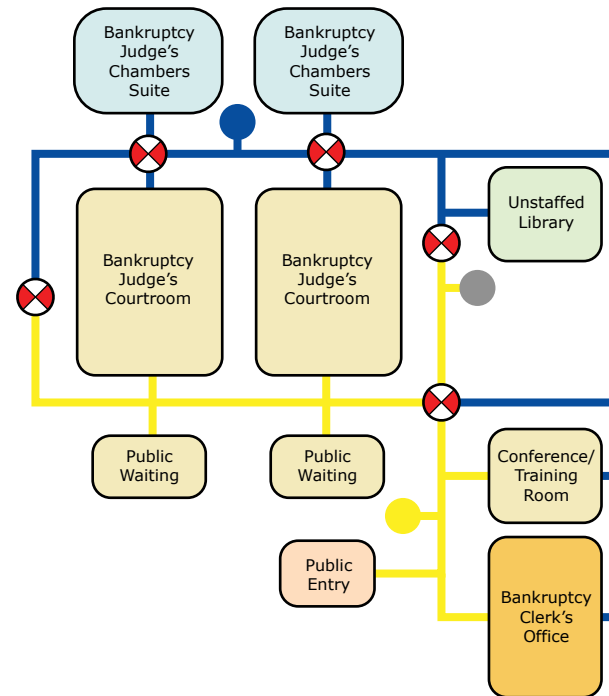 Bankruptcy
Judge's
Chambers
Suite
Bankruptcy
Judge's
Chambers
Suite
Unstaffed
Library
Bankruptcy
Judge's
Courtroom
Bankruptcy
Judge's
Courtroom
Public
Waiting
Public
Waiting
Conference/
Training
Room
Public
Entry
Bankruptcy
Clerk's
Office